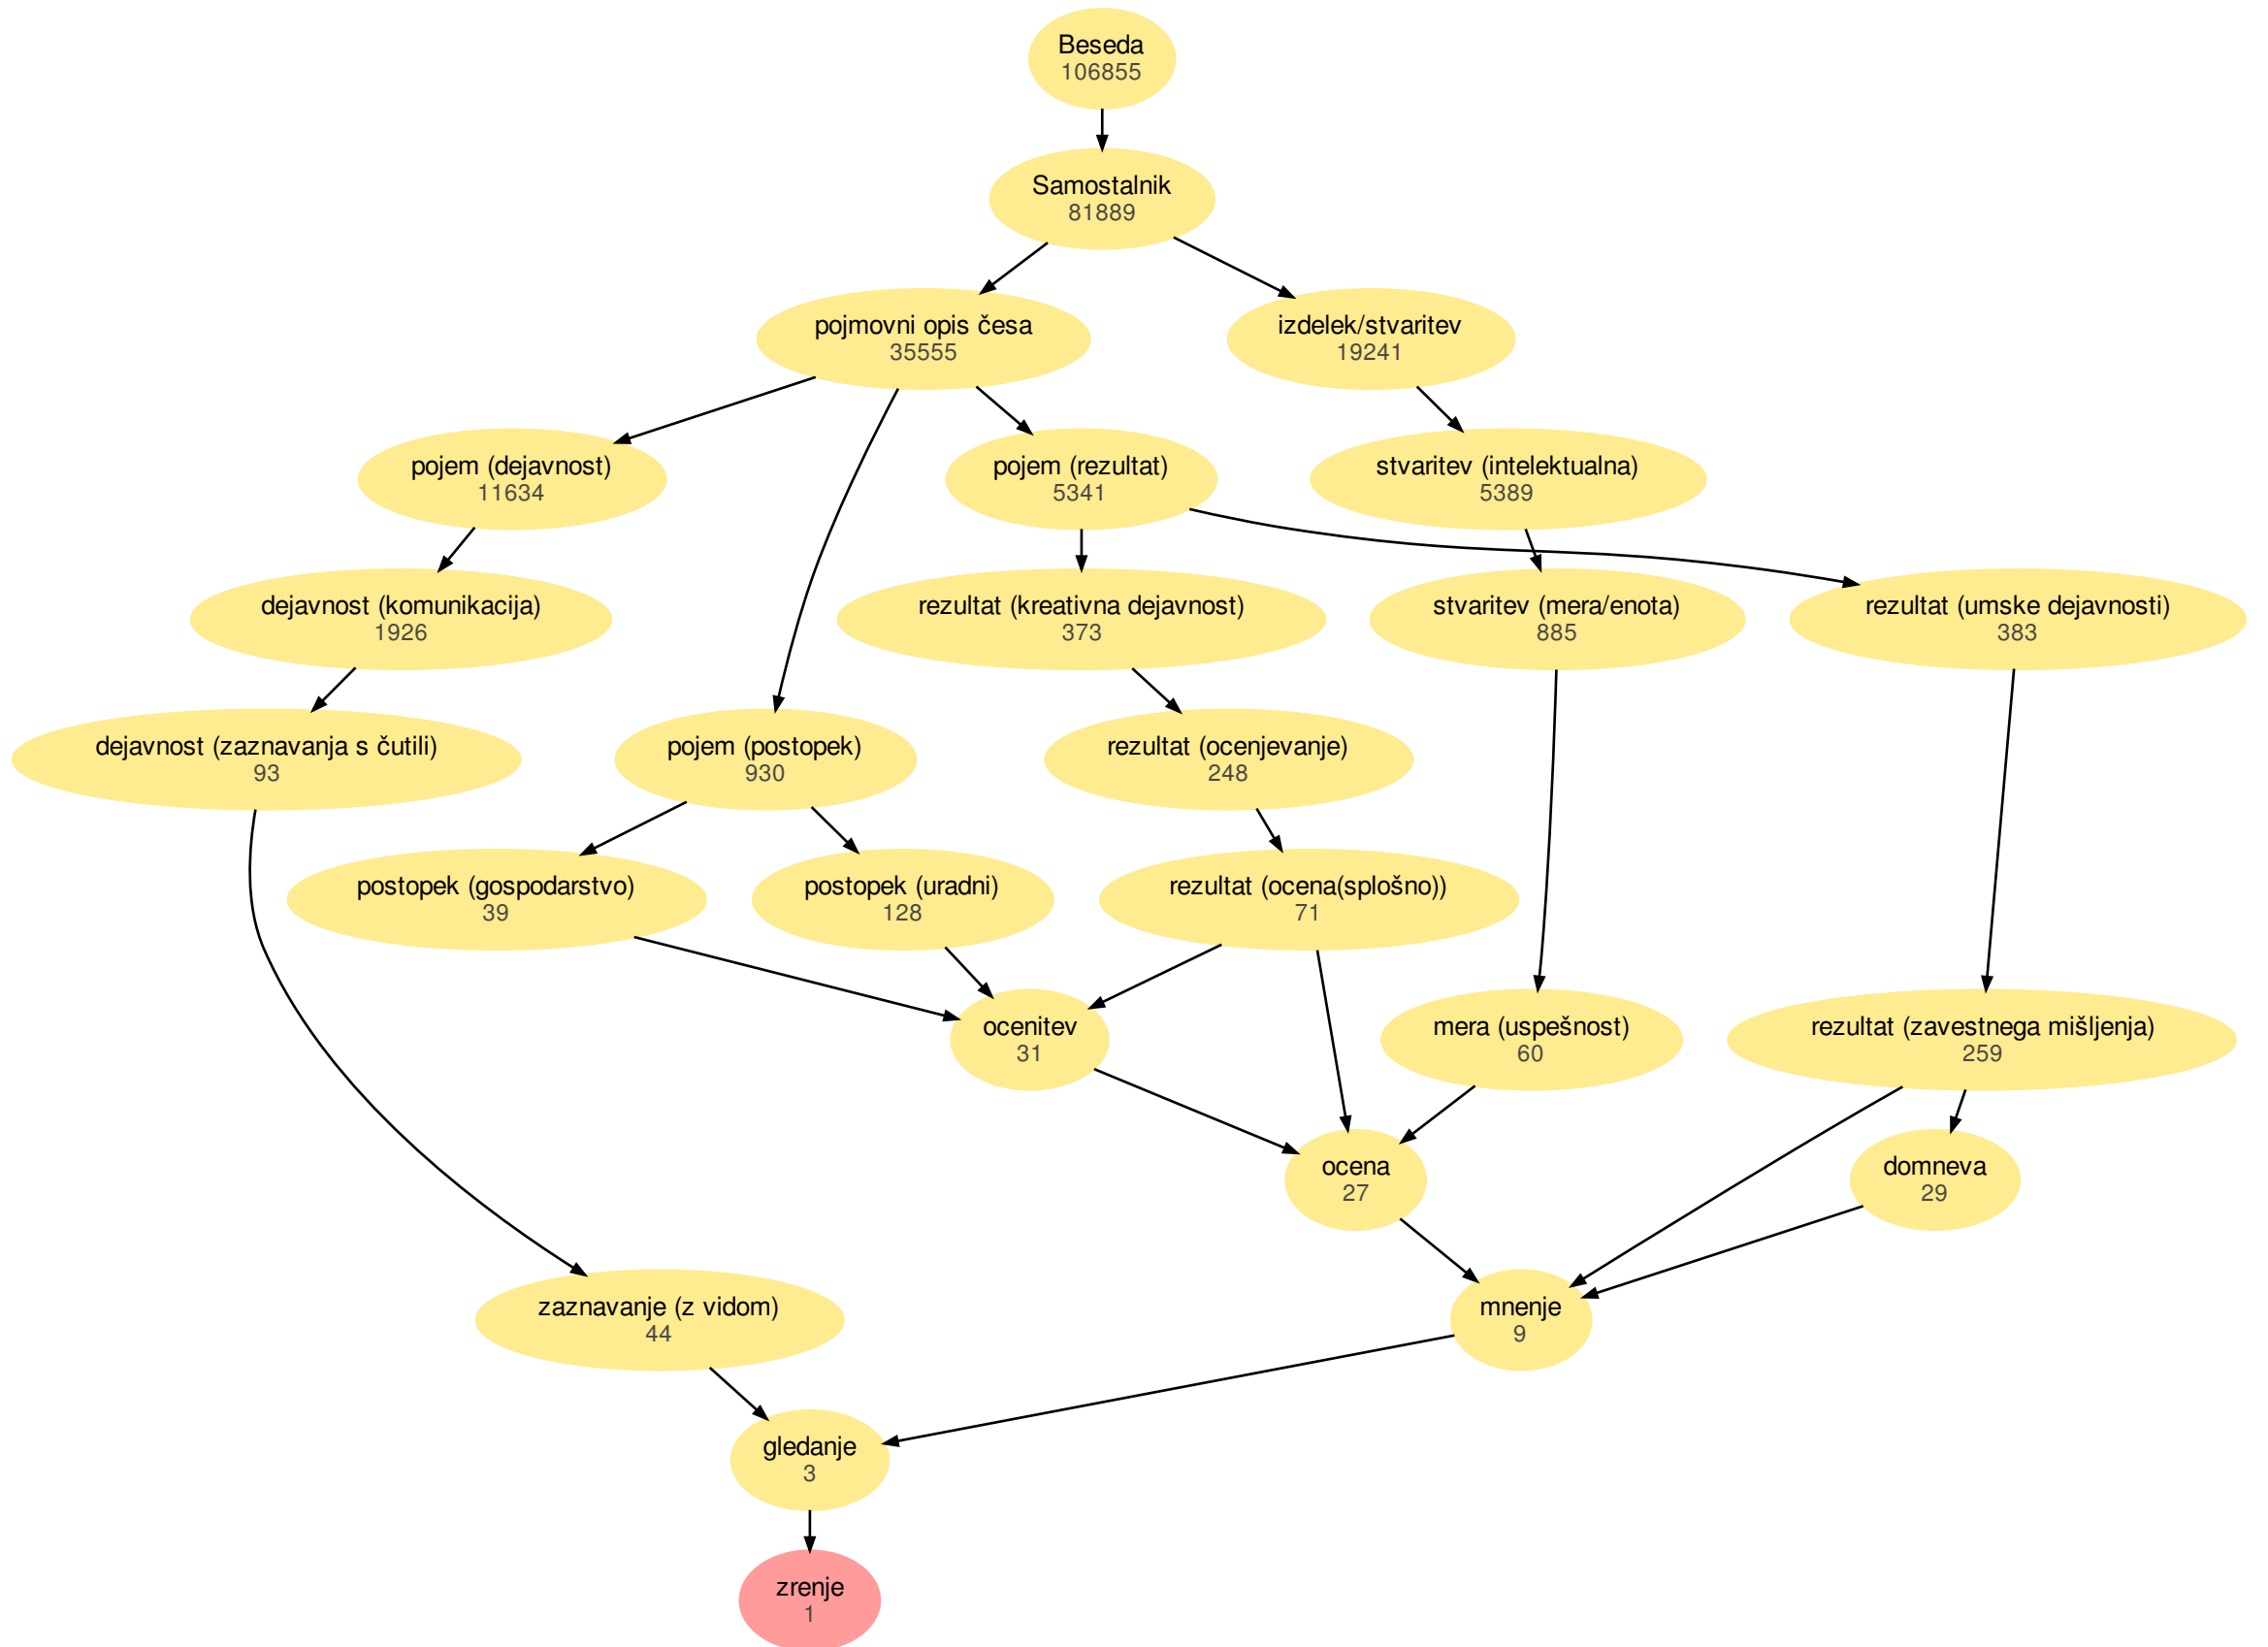 Beseda
106855
Samostalnik
81889
pojmovni opis česa
35555
izdelek/stvaritev
19241
pojem (dejavnost)
11634
pojem (rezultat)
5341
stvaritev (intelektualna)
5389
dejavnost (komunikacija)
1926
rezultat (kreativna dejavnost)
373
stvaritev (mera/enota)
885
rezultat (umske dejavnosti)
383
dejavnost (zaznavanja s čutili)
93
pojem (postopek)
930
rezultat (ocenjevanje)
248
postopek (gospodarstvo)
39
postopek (uradni)
128
rezultat (ocena(splošno))
71
ocenitev
31
mera (uspešnost)
60
rezultat (zavestnega mišljenja)
259
ocena
27
domneva
29
zaznavanje (z vidom)
44
mnenje
9
gledanje
3
zrenje
1